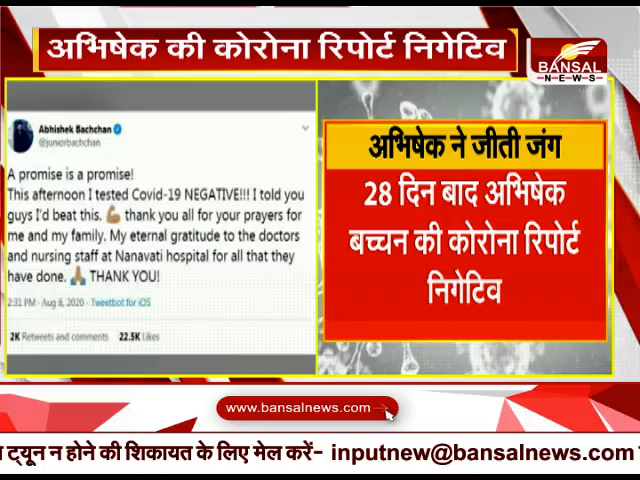 अभिषेक की कोरोना रिपोर्ट निगेटिव
BANSAL
NEWS
Abhishek Bachchan
@juniorbachchan
A promise is a promise!
This afternoon I tested Covid-19 NEGATIVE!!! I told you
guys I'd beat this. 💪🏽 thank you all for your prayers for
me and my family. My eternal gratitude to the doctors
and nursing staff at Nanavati hospital for all that they
have done. 🙏🏽 THANK YOU!
2:31 PM - Aug 8, 2020 - Tweetbot for iOS
2K Retweets and comments 22.5K Likes
अभिषेक ने जीती जंग
28 दिन बाद अभिषेक
बच्चन की कोरोना रिपोर्ट
निगेटिव
www.bansalnews.com
ट्यून न होने की शिकायत के लिए मेल करें- inputnew@bansalnews.com